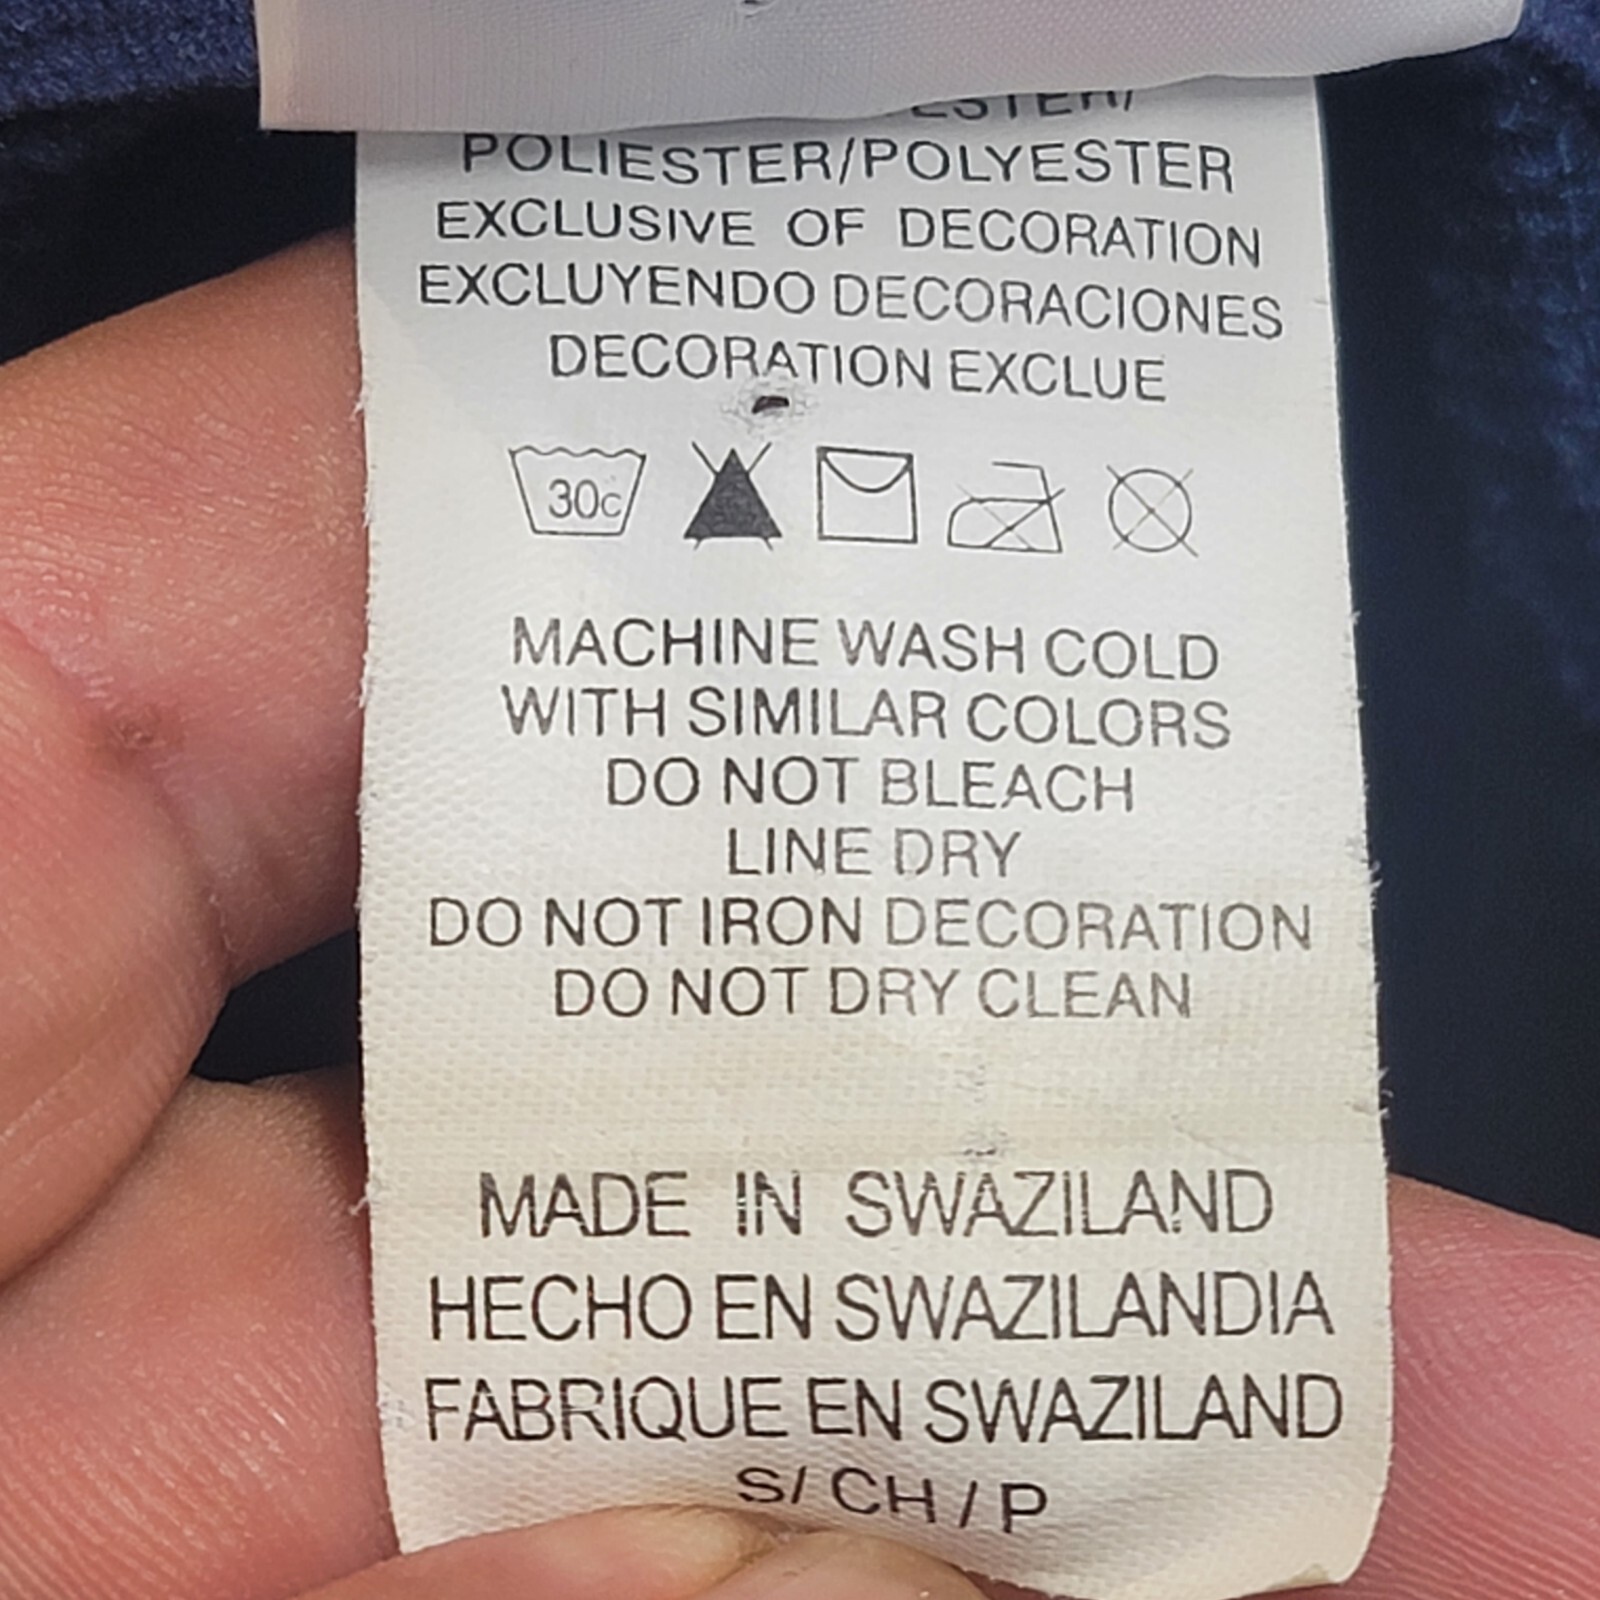 POLIESTER/POLYESTER
EXCLUSIVE OF DECORATION
EXCLUYENDO DECORACIONES
DECORATION EXCLUE
30c
MACHINE WASH COLD
WITH SIMILAR COLORS
DO NOT BLEACH
LINE DRY
DO NOT IRON DECORATION
DO NOT DRY CLEAN
MADE IN SWAZILAND
HECHO EN SWAZILANDIA
FABRIQUE EN SWAZILAND
S/ CH / P